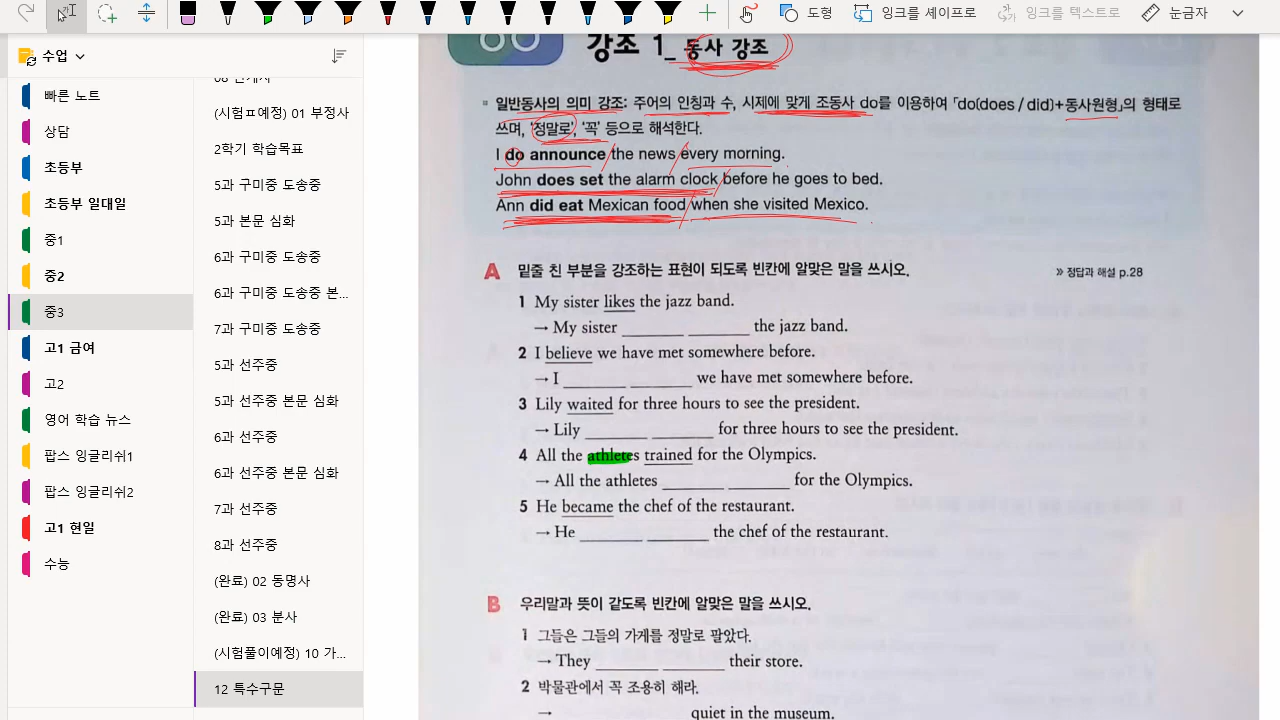 도형
잉크를 셰이프로
잉크를 텍스트로
눈금자
수업
빠른 노트
상담
초등부
초등부 일대일
중1
중2
중3
고1 금여
고2
영어 학습 뉴스
팝스 잉글리쉬1
팝스 잉글리쉬2
고1 현일
수능
(시험ㅍ예정) 01 부정사
2학기 학습목표
5과 구미중 도송중
5과 본문 심화
6과 구미중 도송중
6과 구미중 도송중 본...
7과 구미중 도송중
5과 선주중
5과 선주중 본문 심화
6과 선주중
6과 선주중 본문 심화
7과 선주중
8과 선주중
(완료) 02 동명사
(완료) 03 분사
(시험풀이예정) 10 가...
12 특수구문
강조 1_ 동사 강조
일반동사의 의미 강조: 주어의 인칭과 수, 시제에 맞게 조동사 do를 이용하여 「do(does / did)+동사원형」의 형태로
쓰며, '정말로', '꼭' 등으로 해석한다.
I do announce the news every morning.
John does set the alarm clock before he goes to bed.
Ann did eat Mexican food when she visited Mexico.
A 밑줄 친 부분을 강조하는 표현이 되도록 빈칸에 알맞은 말을 쓰시오.
» 정답과 해설 p.28
1 My sister likes the jazz band.
→ My sister ______ ______ the jazz band.
2 I believe we have met somewhere before.
→ I ______ ______ we have met somewhere before.
3 Lily waited for three hours to see the president.
→ Lily ______ ______ for three hours to see the president.
4 All the athletes trained for the Olympics.
→ All the athletes ______ ______ for the Olympics.
5 He became the chef of the restaurant.
→ He ______ ______ the chef of the restaurant.
B 우리말과 뜻이 같도록 빈칸에 알맞은 말을 쓰시오.
1 그들은 그들의 가게를 정말로 팔았다.
→ They ______ ______ their store.
2 박물관에서 꼭 조용히 해라.
→ ______ ______ quiet in the museum.